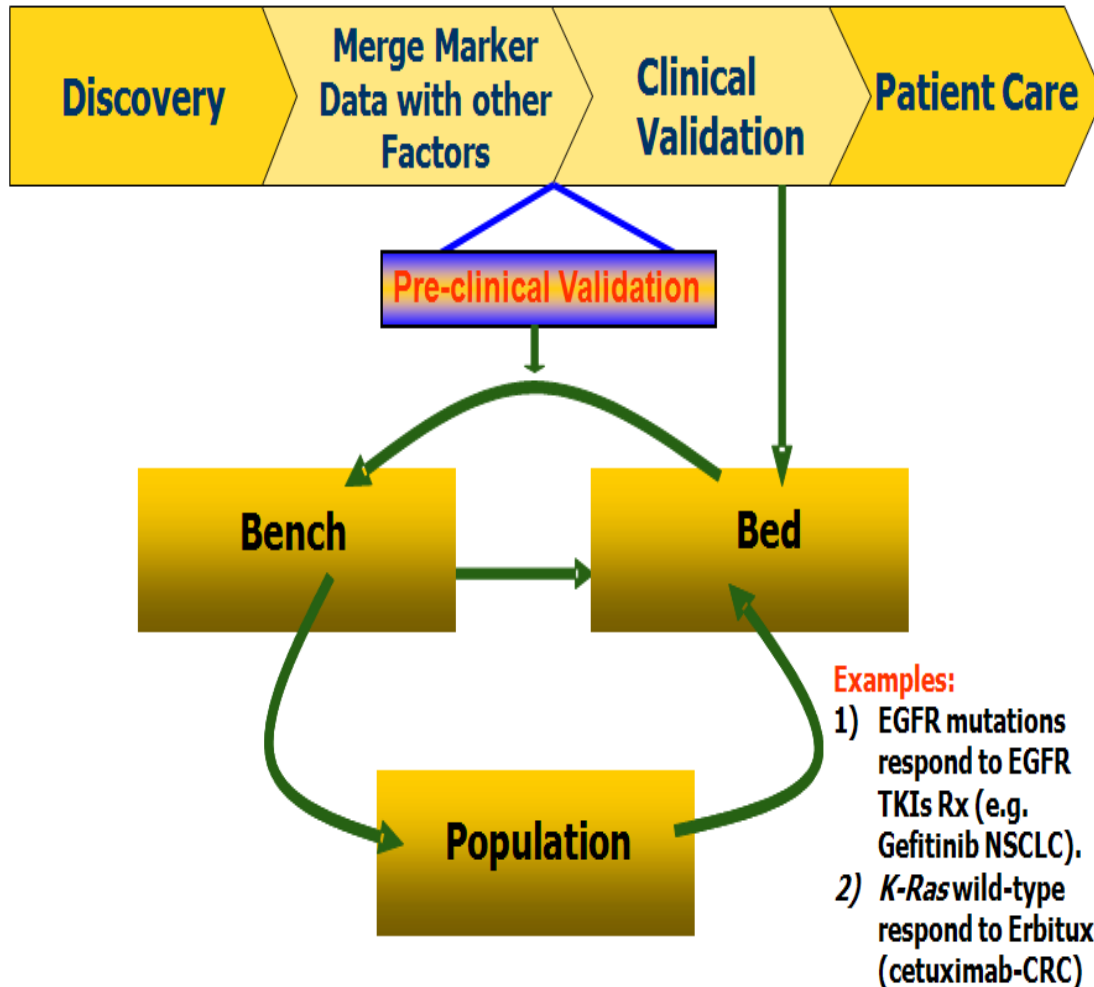 Discovery
Merge Marker
Data with other
Factors
Clinical
Validation
Patient Care
Pre-clinical Validation
Bench
Bed
Population
Examples:
1) EGFR mutations
respond to EGFR
TKIs Rx (e.g.
Gefitinib NSCLC).
2) K-Ras wild-type
respond to Erbitux
(cetuximab-CRC)